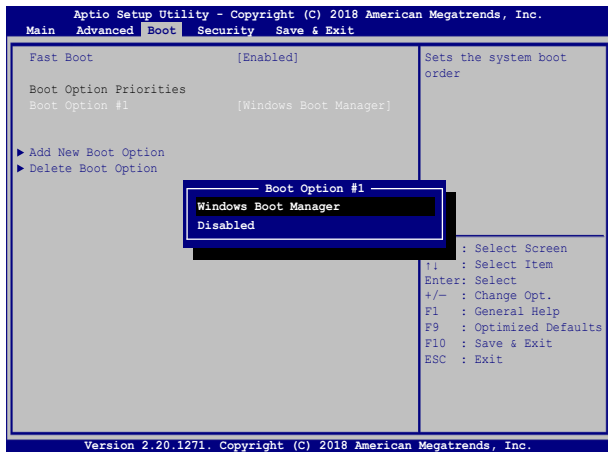 Aptio Setup Utility - Copyright (C) 2018 American Megatrends, Inc.
Main Advanced Boot Security Save & Exit
Fast Boot [Enabled]
Boot Option Priorities
Boot Option #1 [Windows Boot Manager]
▶ Add New Boot Option
▶ Delete Boot Option
Boot Option #1
Windows Boot Manager
Disabled
Sets the system boot
order
: Select Screen
↑↓ : Select Item
Enter: Select
+/— : Change Opt.
F1 : General Help
F9 : Optimized Defaults
F10 : Save & Exit
ESC : Exit
Version 2.20.1271. Copyright (C) 2018 American Megatrends, Inc.